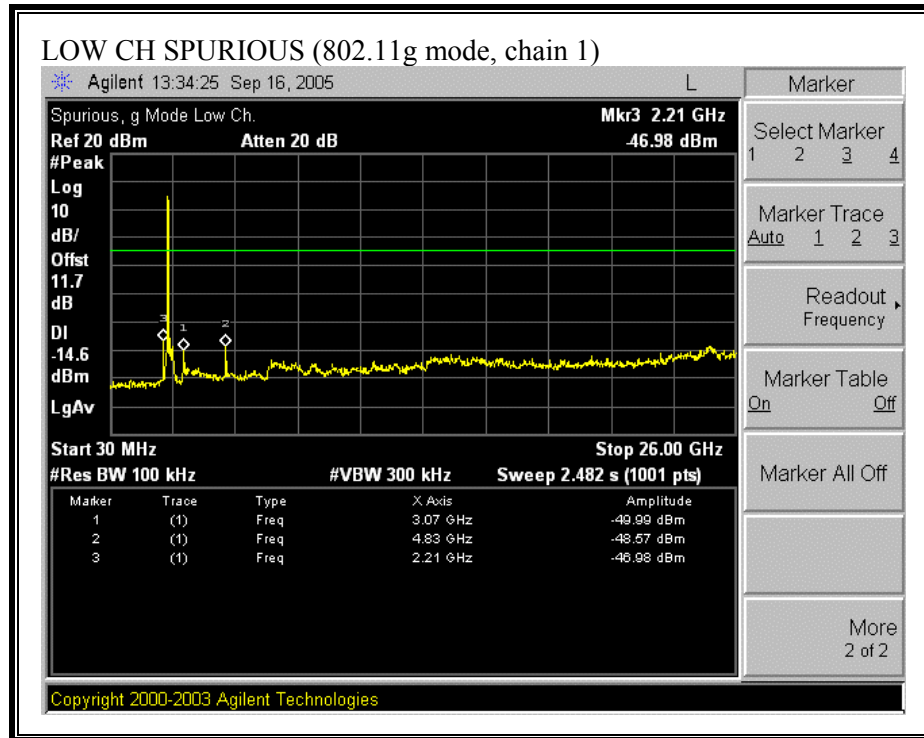 LOW CH SPURIOUS (802.11g mode, chain 1)
Agilent 13:34:25 Sep 16, 2005 L
Marker
Spurious, g Mode Low Ch. Mkr3 2.21 GHz
Ref 20 dBm Atten 20 dB -46.98 dBm
#Peak
Log
10
dB/
Offst
11.7
dB
DI
-14.6
dBm
LgAv
3 1 2
Start 30 MHz Stop 26.00 GHz
#Res BW 100 kHz #VBW 300 kHz Sweep 2.482 s (1001 pts)
Marker Trace Type X Axis Amplitude
1 (1) Freq 3.07 GHz -49.99 dBm
2 (1) Freq 4.83 GHz -48.57 dBm
3 (1) Freq 2.21 GHz -46.98 dBm
Select Marker
1 2 3 4
Marker Trace
Auto 1 2 3
Readout
Frequency
Marker Table
On Off
Marker All Off
More
2 of 2
Copyright 2000-2003 Agilent Technologies